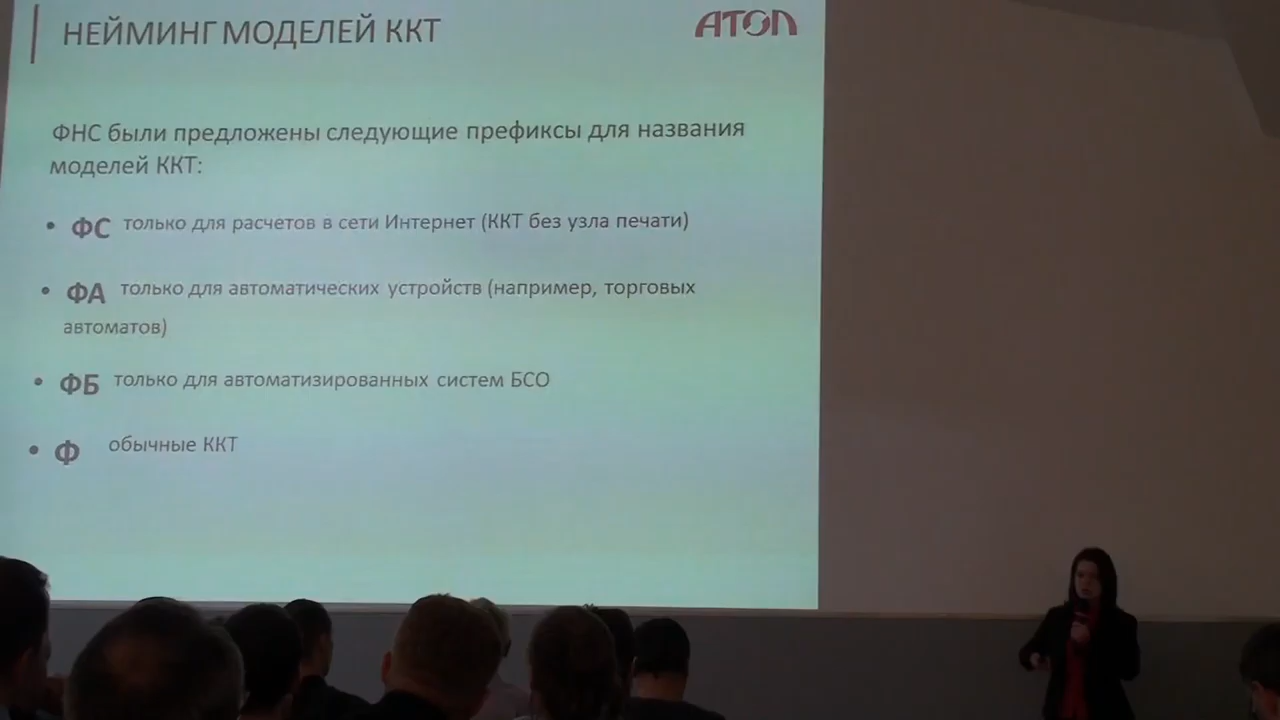 НЕЙМИНГ МОДЕЛЕЙ ККТ
АТОЛ
ФНС были предложены следующие префиксы для названия
моделей ККТ:
• ФС только для расчетов в сети Интернет (ККТ без узла печати)
• ФА только для автоматических устройств (например, торговых
автоматов)
• ФБ только для автоматизированных систем БСО
• Ф обычные ККТ